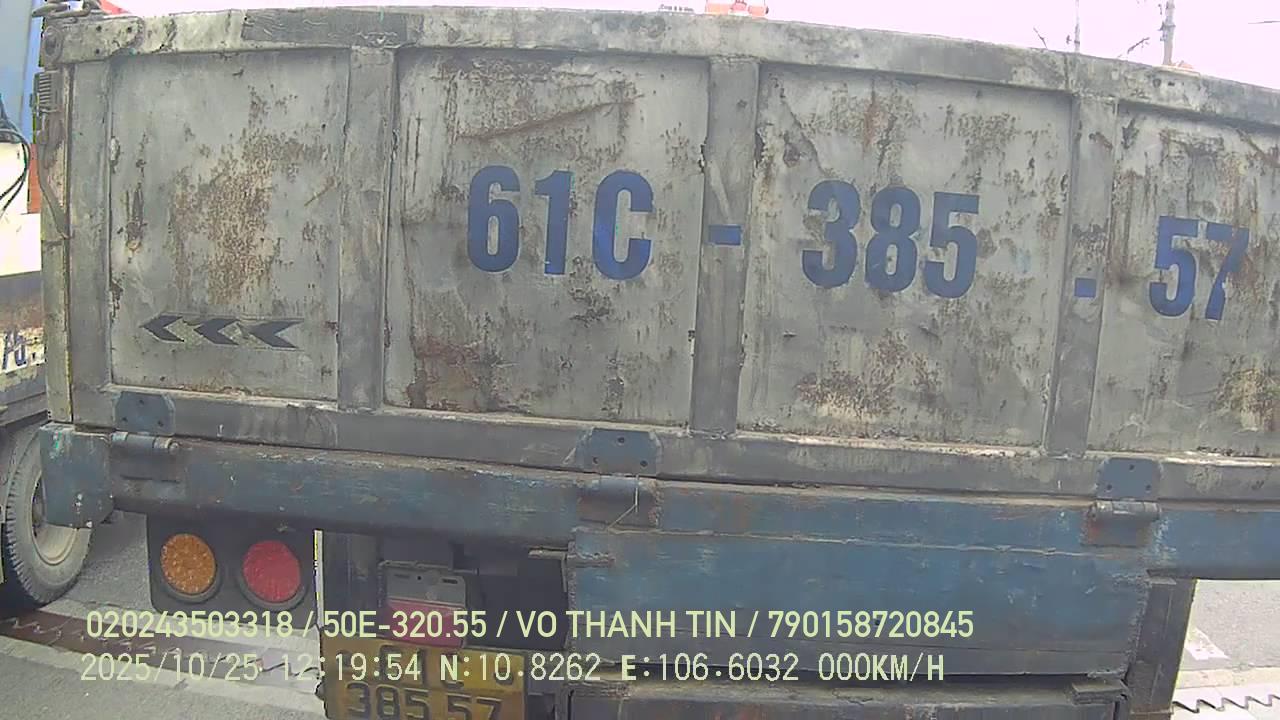 61C - 385 . 57
020243503318 / 50E-320.55 / VO THANH TIN / 790158720845
2025/10/25 12:19:54 N:10.8262 E:106.6032 000KM/H
385 57